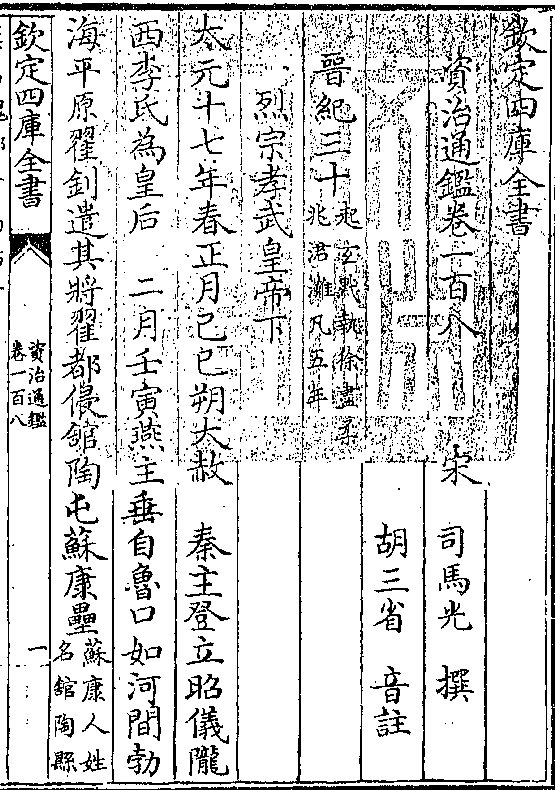 欽定四庫全書
資治通鑑卷一百八
宋 司馬光 撰
胡三省 音註
晉紀三十
起玄黓執徐盡柔
兆涒灘凡五年
烈宗孝武皇帝下
太元十七年春正月己巳朔大赦 秦主登立昭儀隴
西李氏為皇后 二月壬寅燕主垂自魯口如河間勃
海平原翟釗遣其將翟都侵館陶屯蘇康壘
蘇康人姓
名館陶縣
欽定四庫全書
資治通鑑
卷一百八
一